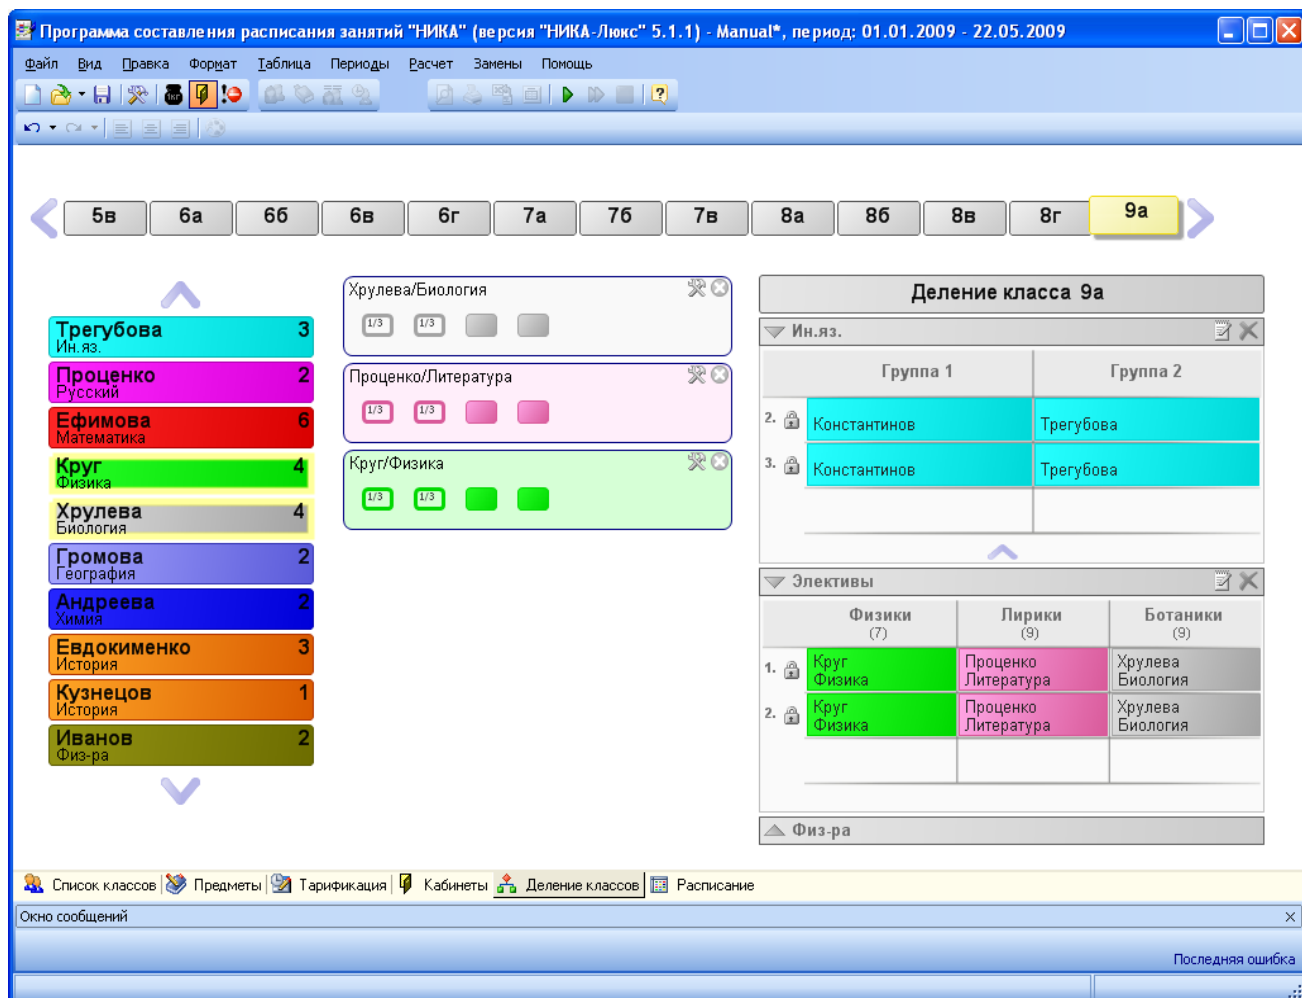 Программа составления расписания занятий "НИКА" (версия "НИКА-Люкс" 5.1.1) - Manual*, период: 01.01.2009 - 22.05.2009
Файл Вид Правка Формат Таблица Периоды Расчет Замены Помощь
5в 6а 6б 6в 6г 7а 7б 7в 8а 8б 8в 8г 9а
Трегубова 3
Ин.яз.
Проценко 2
Русский
Ефимова 6
Математика
Круг 4
Физика
Хрулева 4
Биология
Громова 2
География
Андреева 2
Химия
Евдокименко 3
История
Кузнецов 1
История
Иванов 2
Физ-ра
Хрулева/Биология
1/3 1/3
Проценко/Литература
1/3 1/3
Круг/Физика
1/3 1/3
Деление класса 9а
Ин.яз.
Группа 1 Группа 2
2. Константинов Трегубова
3. Константинов Трегубова
Элективы
Физики Лирики Ботаники
(7) (9) (9)
1. Круг Проценко Хрулева
Физика Литература Биология
2. Круг Проценко Хрулева
Физика Литература Биология
Физ-ра
Список классов Предметы Тарификация Кабинеты Деление классов Расписание
Окно сообщений
Последняя ошибка